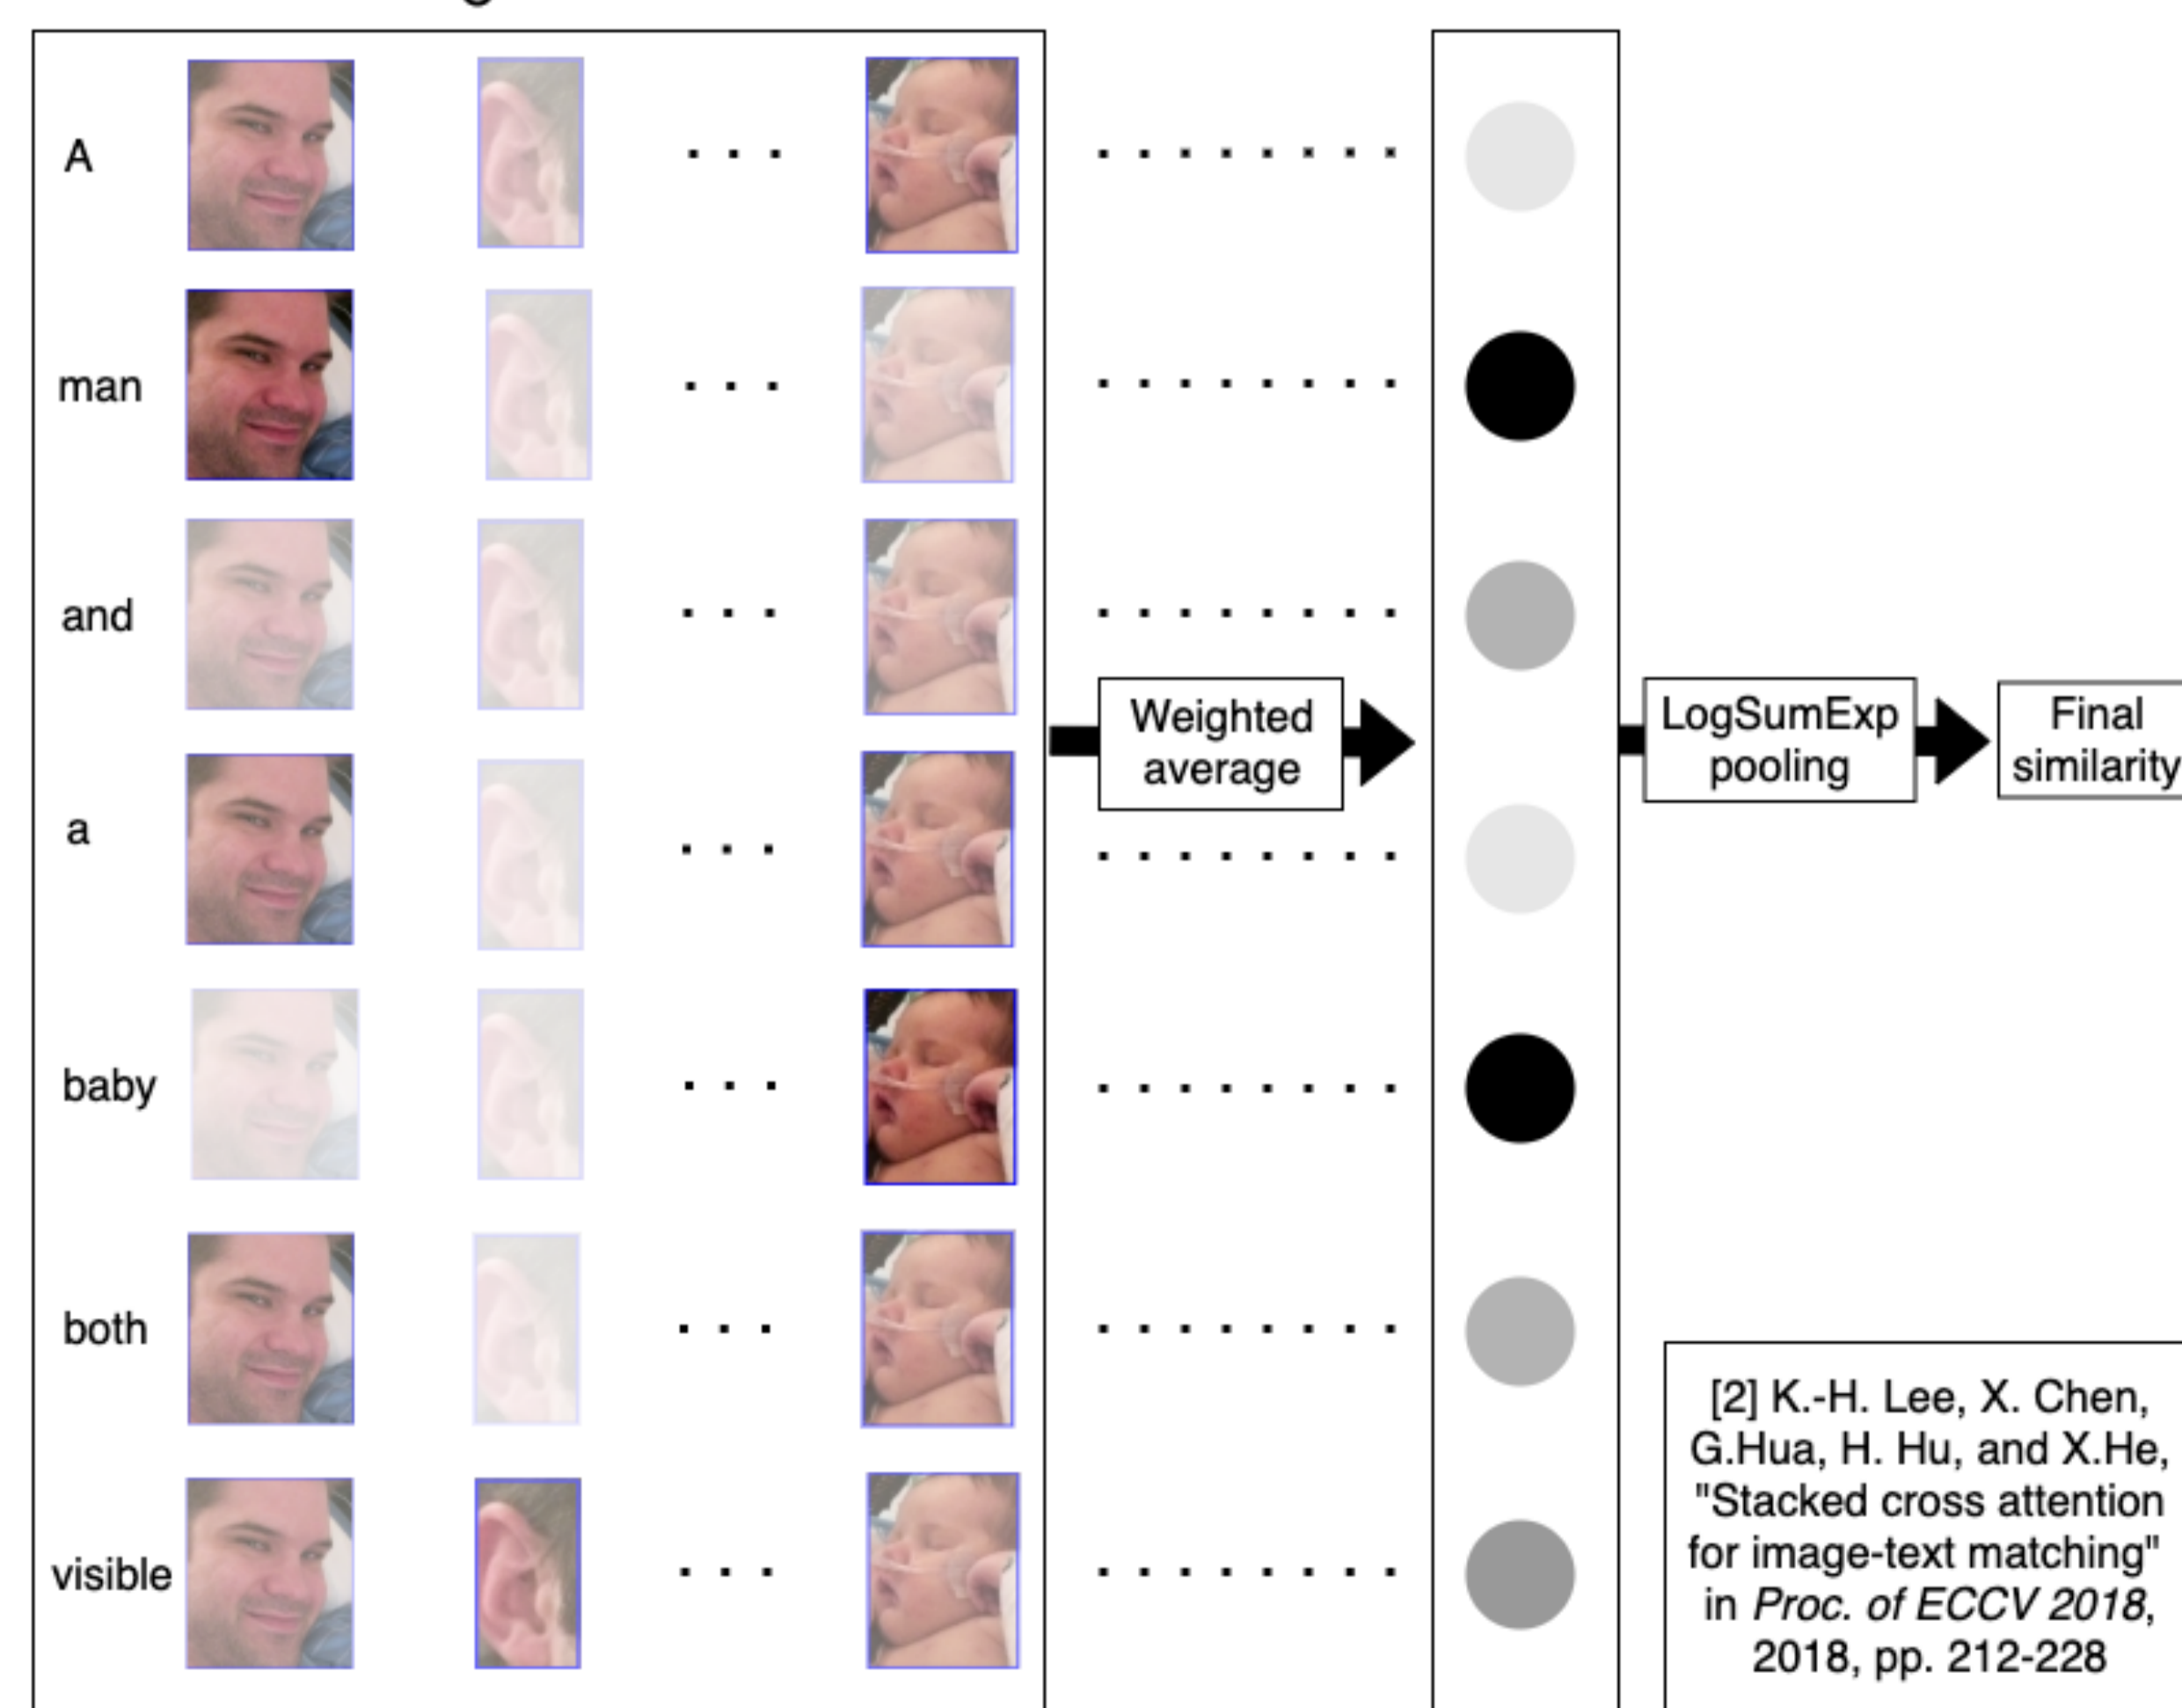 A
man
and
a
baby
both
visible
Weighted
average
LogSumExp
pooling
Final
similarity
[2] K.-H. Lee, X. Chen,
G.Hua, H. Hu, and X.He,
"Stacked cross attention
for image-text matching"
in Proc. of ECCV 2018,
2018, pp. 212-228